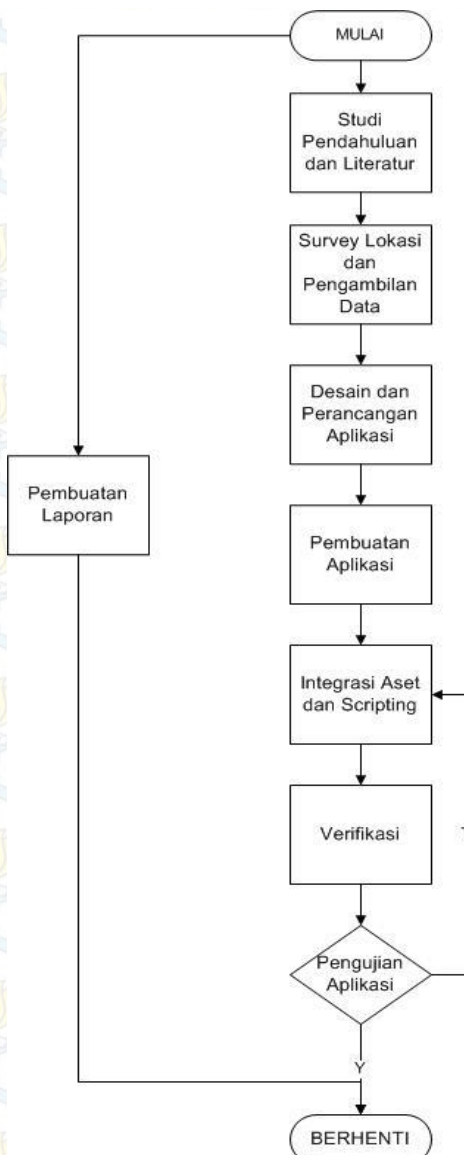 MULAI
Studi
Pendahuluan
dan Literatur
Survey Lokasi
dan
Pengambilan
Data
Desain dan
Perancangan
Aplikasi
Pembuatan
Laporan
Pembuatan
Aplikasi
Integrasi Aset
dan Scripting
Verifikasi
Pengujian
Aplikasi
Y
BERHENTI